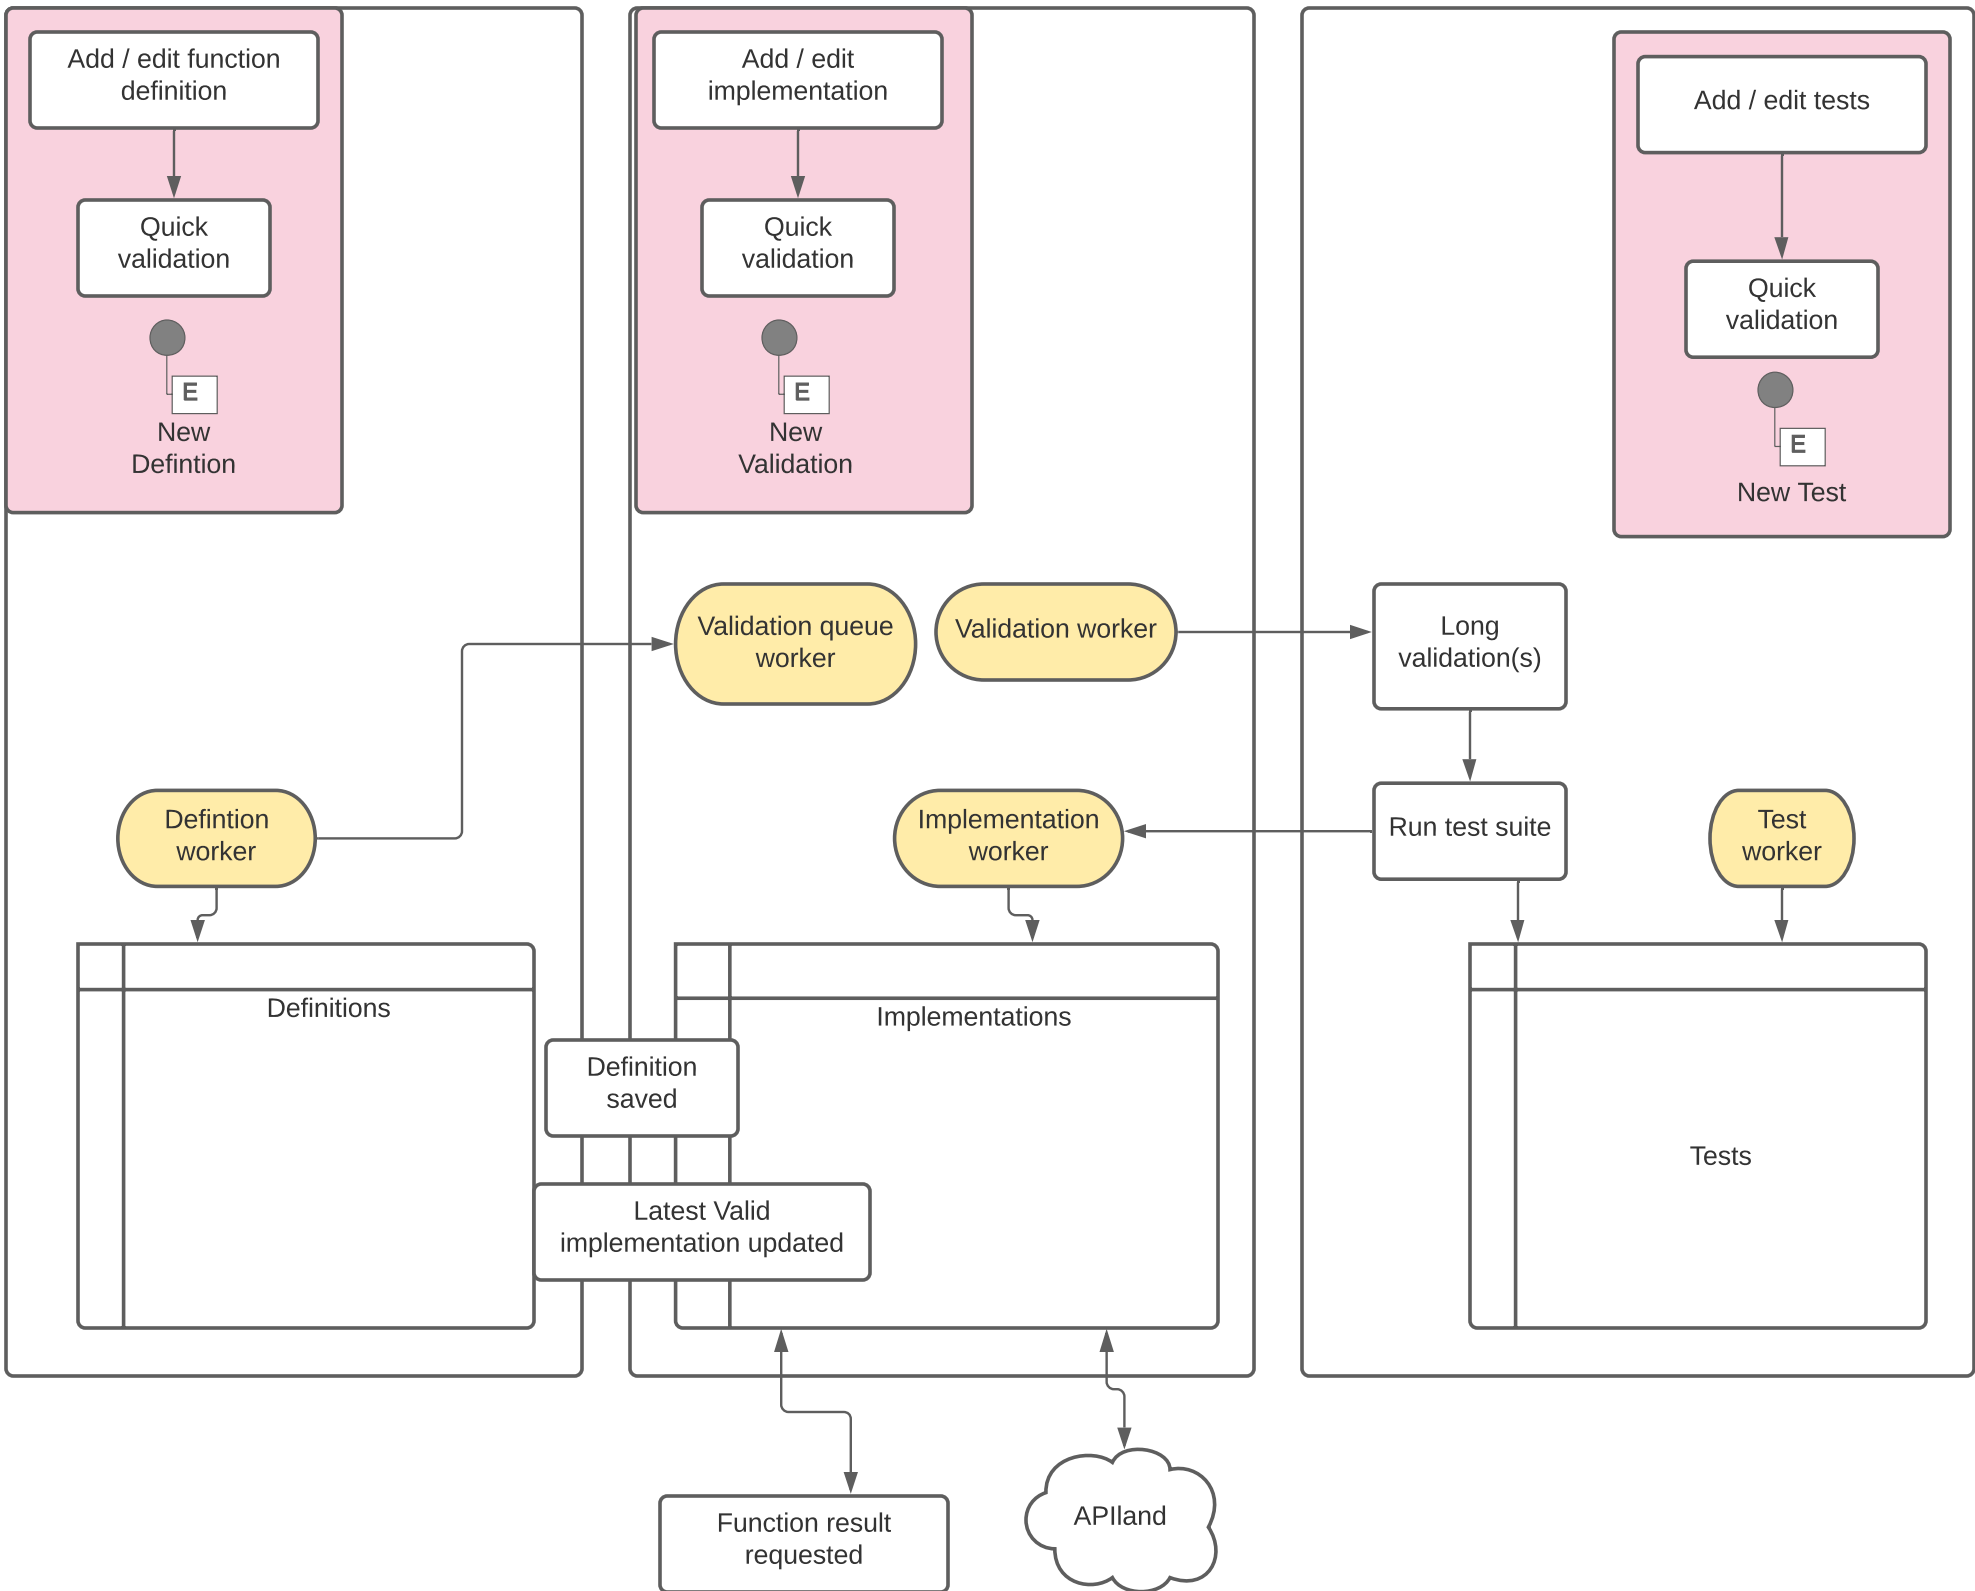 Add / edit function
definition
Quick
validation
E
New
Defintion
Add / edit
implementation
Quick
validation
E
New
Validation
Add / edit tests
Quick
validation
E
New Test
Validation queue
worker
Validation worker
Long
validation(s)
Defintion
worker
Implementation
worker
Run test suite
Test
worker
Definitions
Implementations
Definition
saved
Tests
Latest Valid
implementation updated
Function result
requested
APIland